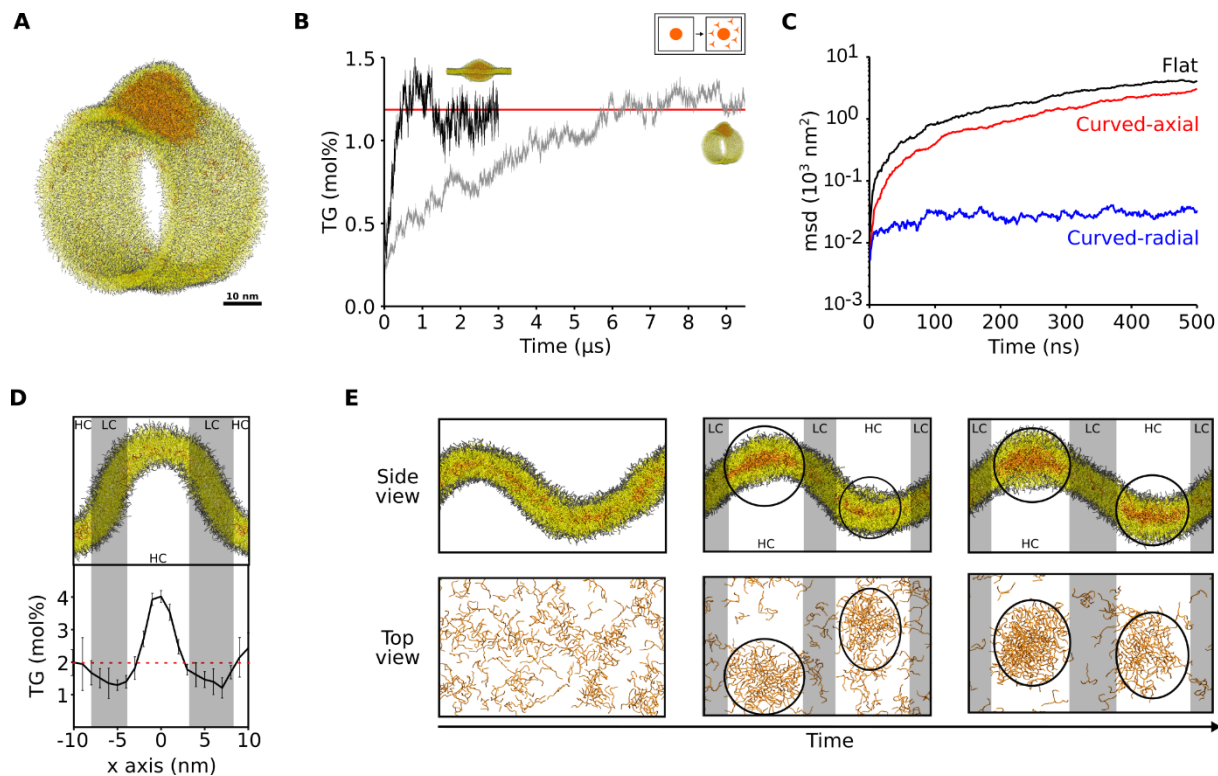 A
10 nm
B
TG (mol%)
1.5
1.0
0.5
0.0
0 1 2 3 4 5 6 7 8 9
Time (µs)
C
msd (10³ nm²)
10¹
10⁰
10⁻¹
10⁻²
10⁻³
Flat
Curved-axial
Curved-radial
0 100 200 300 400 500
Time (ns)
D
HC LC LC HC
HC
TG (mol%)
4
3
2
1
-10 -5 0 5 10
x axis (nm)
E
Side view
LC LC HC LC
HC
LC LC HC LC
HC
Top view
Time